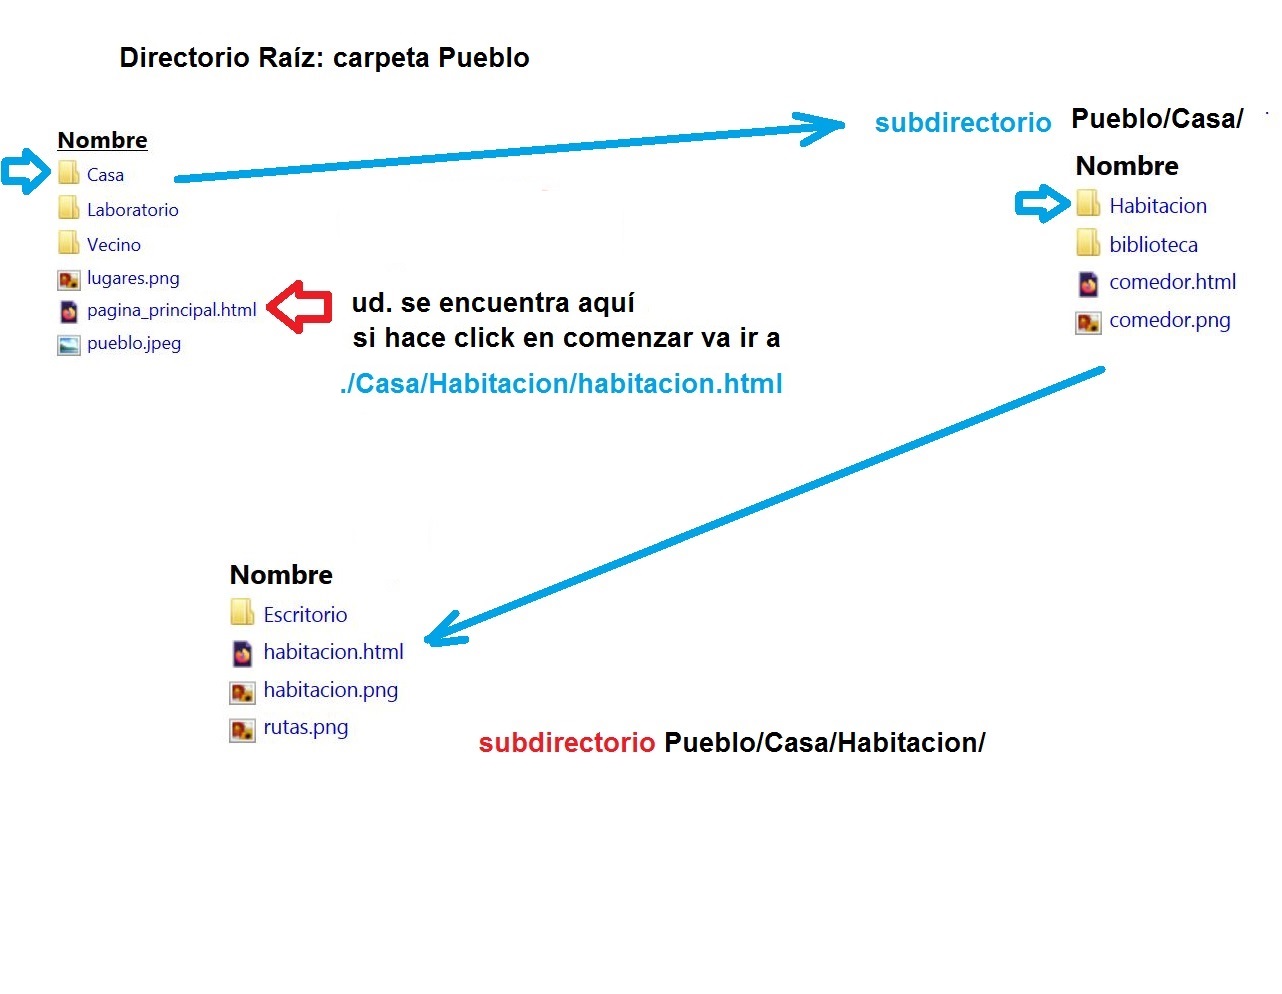 Directorio Raíz: carpeta Pueblo
Nombre
Casa
Laboratorio
Vecino
lugares.png
pagina_principal.html
pueblo.jpeg
ud. se encuentra aquí
si hace click en comenzar va ir a
./Casa/Habitacion/habitacion.html
subdirectorio Pueblo/Casa/
Nombre
Habitacion
biblioteca
comedor.html
comedor.png
Nombre
Escritorio
habitacion.html
habitacion.png
rutas.png
subdirectorio Pueblo/Casa/Habitacion/